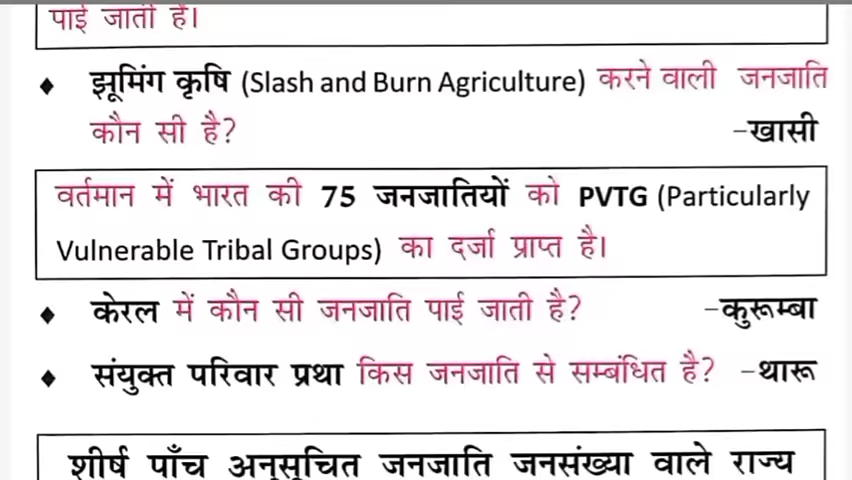 पाई जाती हैं।
♦ झूमिंग कृषि (Slash and Burn Agriculture) करने वाली जनजाति
कौन सी है? -खासी
वर्तमान में भारत की 75 जनजातियों को PVTG (Particularly
Vulnerable Tribal Groups) का दर्जा प्राप्त है।
♦ केरल में कौन सी जनजाति पाई जाती है? -कुरूम्बा
♦ संयुक्त परिवार प्रथा किस जनजाति से सम्बंधित है? -थारू
शीर्ष पाँच अनुसूचित जनजाति जनसंख्या वाले राज्य